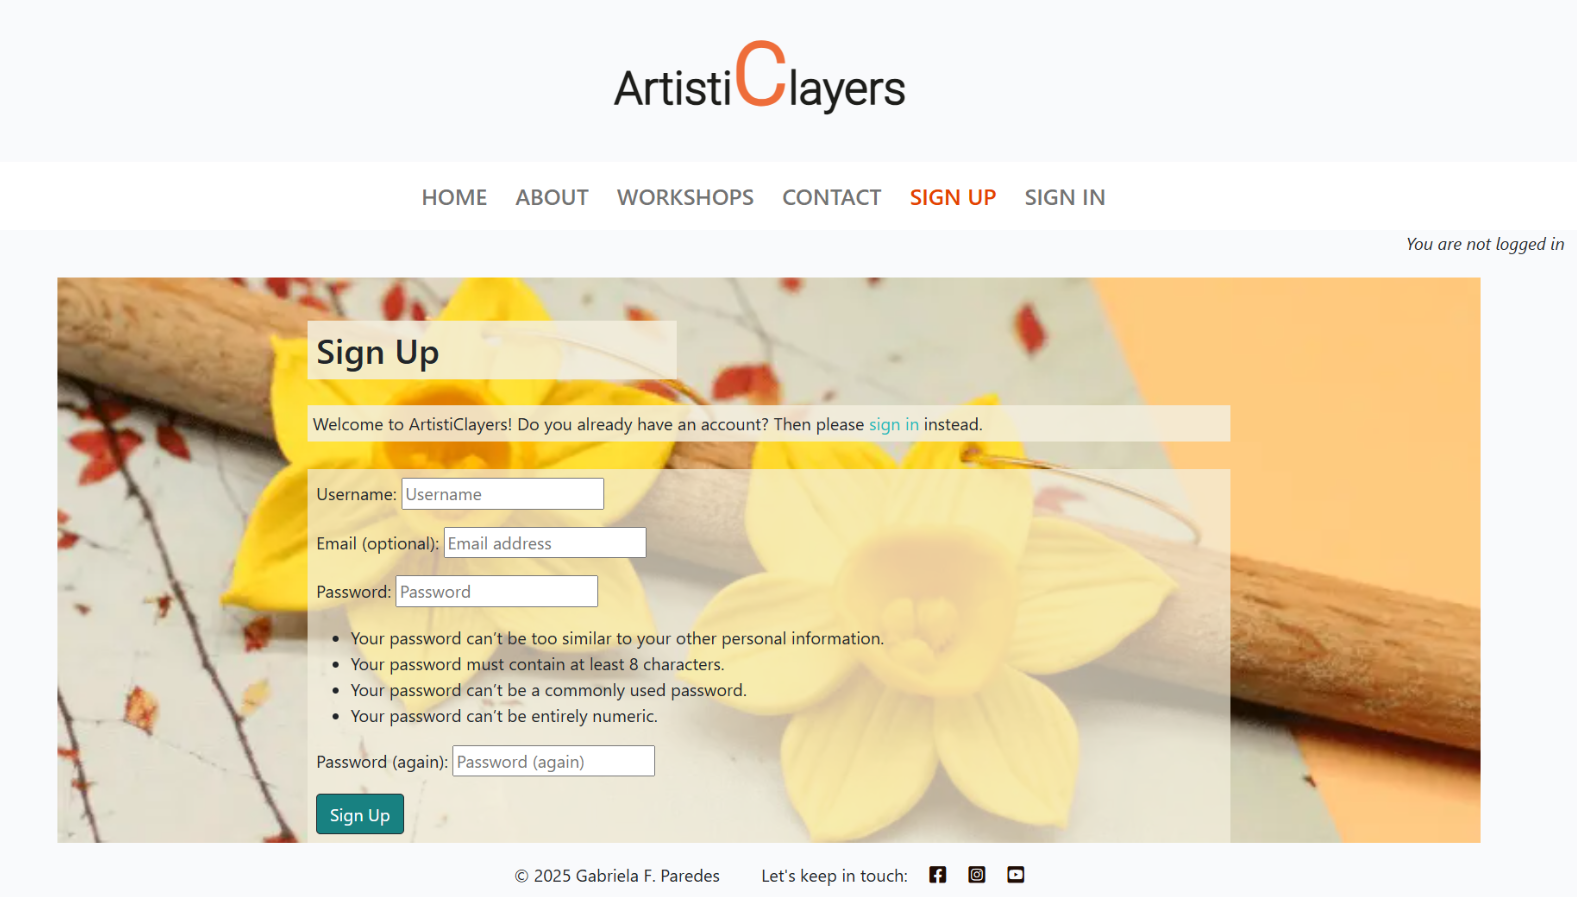 ArtistiClayers
HOME ABOUT WORKSHOPS CONTACT SIGN UP SIGN IN
You are not logged in
Sign Up
Welcome to ArtistiClayers! Do you already have an account? Then please sign in instead.
Username: Username
Email (optional): Email address
Password: Password
• Your password can’t be too similar to your other personal information.
• Your password must contain at least 8 characters.
• Your password can’t be a commonly used password.
• Your password can’t be entirely numeric.
Password (again): Password (again)
Sign Up
© 2025 Gabriela F. Paredes Let's keep in touch: